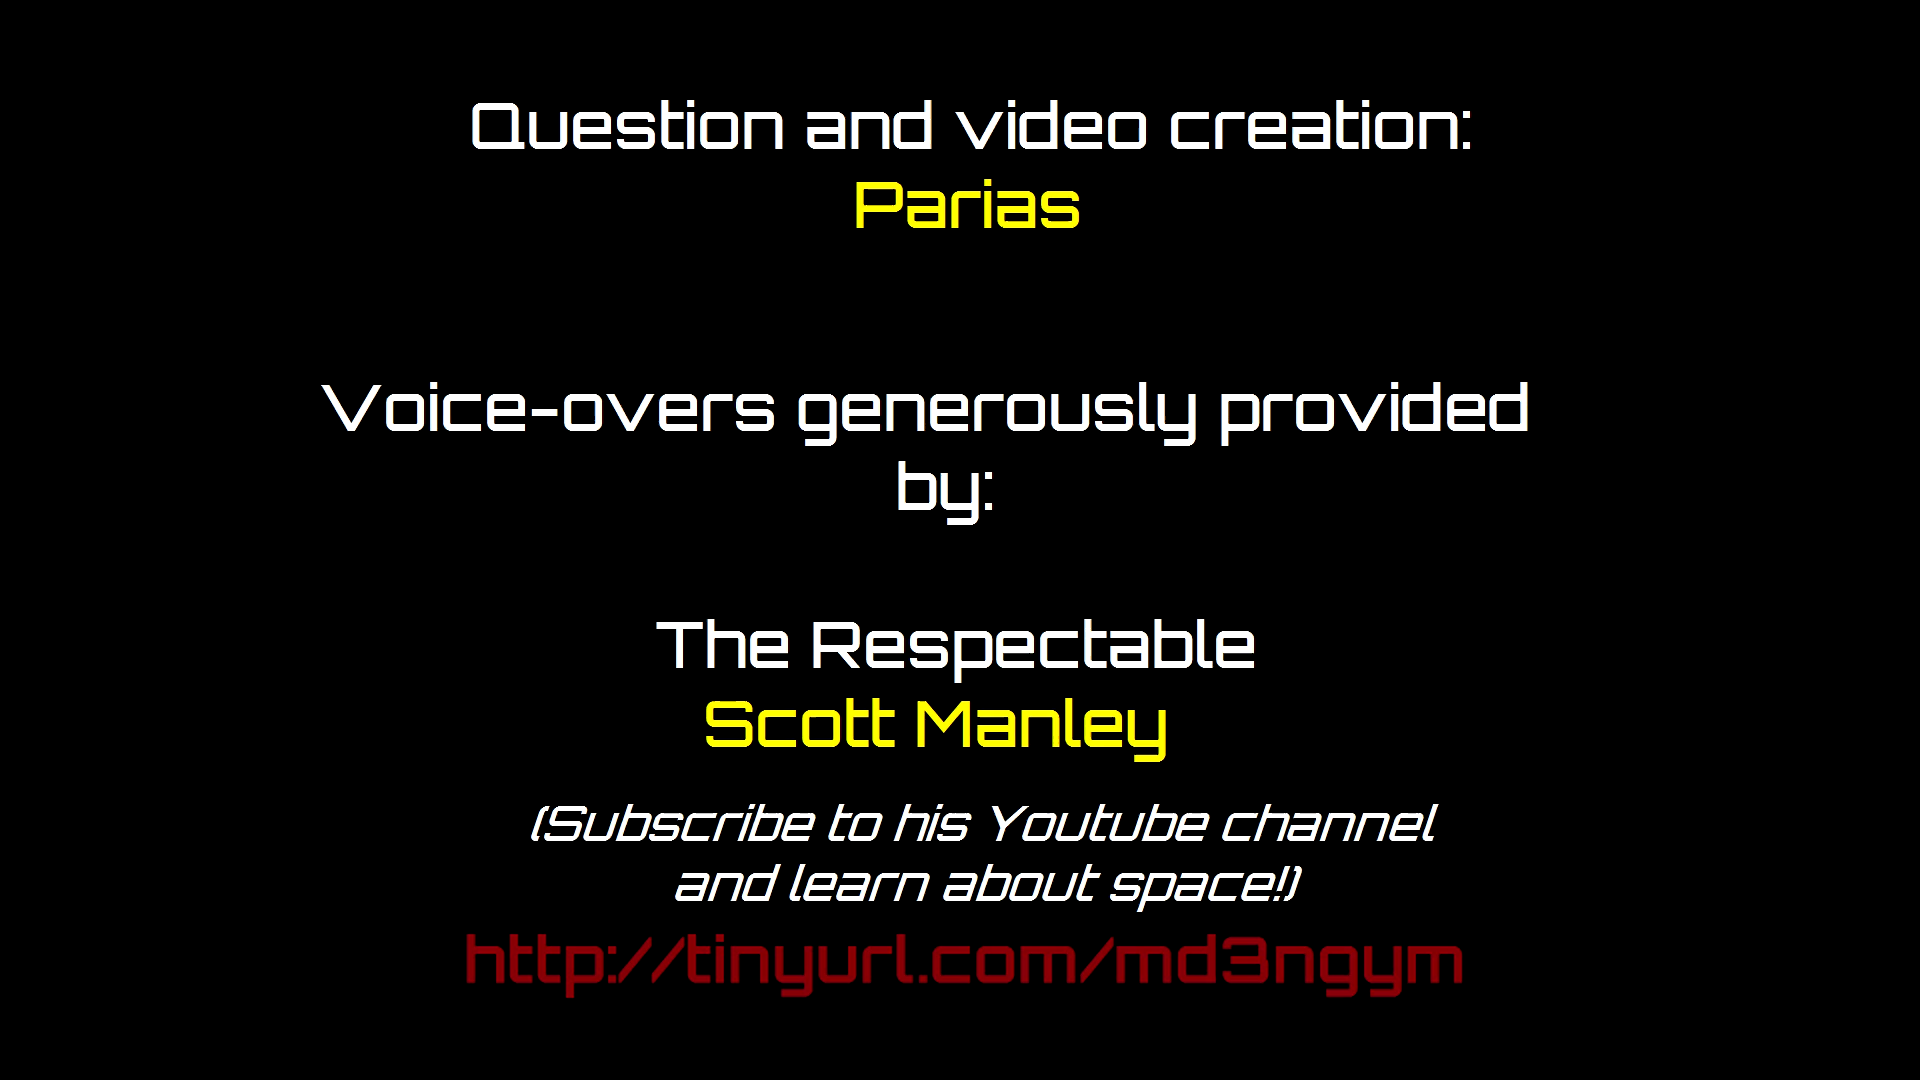 Question and video creation:
Parias
Voice-overs generously provided
by:
The Respectable
Scott Manley
(Subscribe to his Youtube channel
and learn about space!!)
http://tinyurl.com/md3ngym